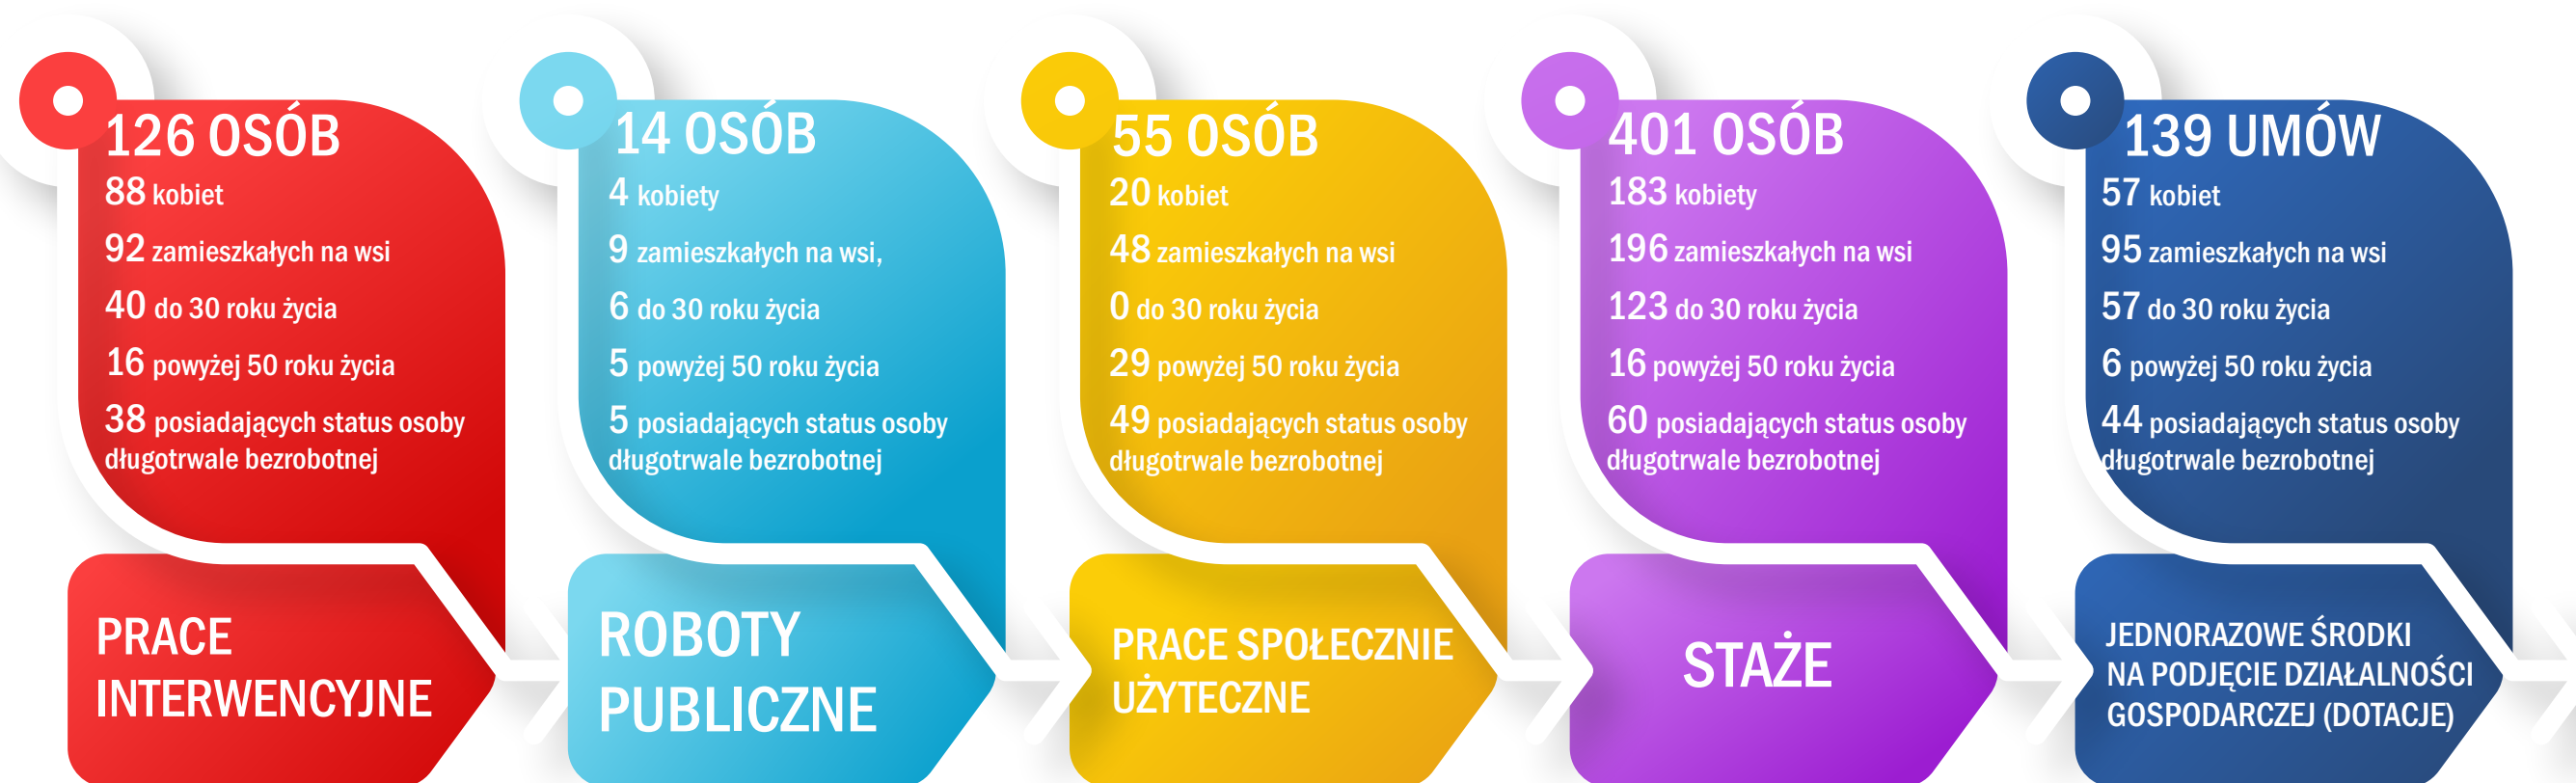 126 OSÓB
88 kobiet
92 zamieszkałych na wsi
40 do 30 roku życia
16 powyżej 50 roku życia
38 posiadających status osoby
długotrwale bezrobotnej
PRACE
INTERWENCYJNE
14 OSÓB
4 kobiety
9 zamieszkałych na wsi,
6 do 30 roku życia
5 powyżej 50 roku życia
5 posiadających status osoby
długotrwale bezrobotnej
ROBOTY
PUBLICZNE
55 OSÓB
20 kobiet
48 zamieszkałych na wsi
0 do 30 roku życia
29 powyżej 50 roku życia
49 posiadających status osoby
długotrwale bezrobotnej
PRACE SPOŁECZNIE
UŻYTECZNE
401 OSÓB
183 kobiety
196 zamieszkałych na wsi
123 do 30 roku życia
16 powyżej 50 roku życia
60 posiadających status osoby
długotrwale bezrobotnej
STAŻE
139 UMÓW
57 kobiet
95 zamieszkałych na wsi
57 do 30 roku życia
6 powyżej 50 roku życia
44 posiadających status osoby
długotrwale bezrobotnej
JEDNORAZOWE ŚRODKI
NA PODJĘCIE DZIAŁALNOŚCI
GOSPODARCZEJ (DOTACJE)